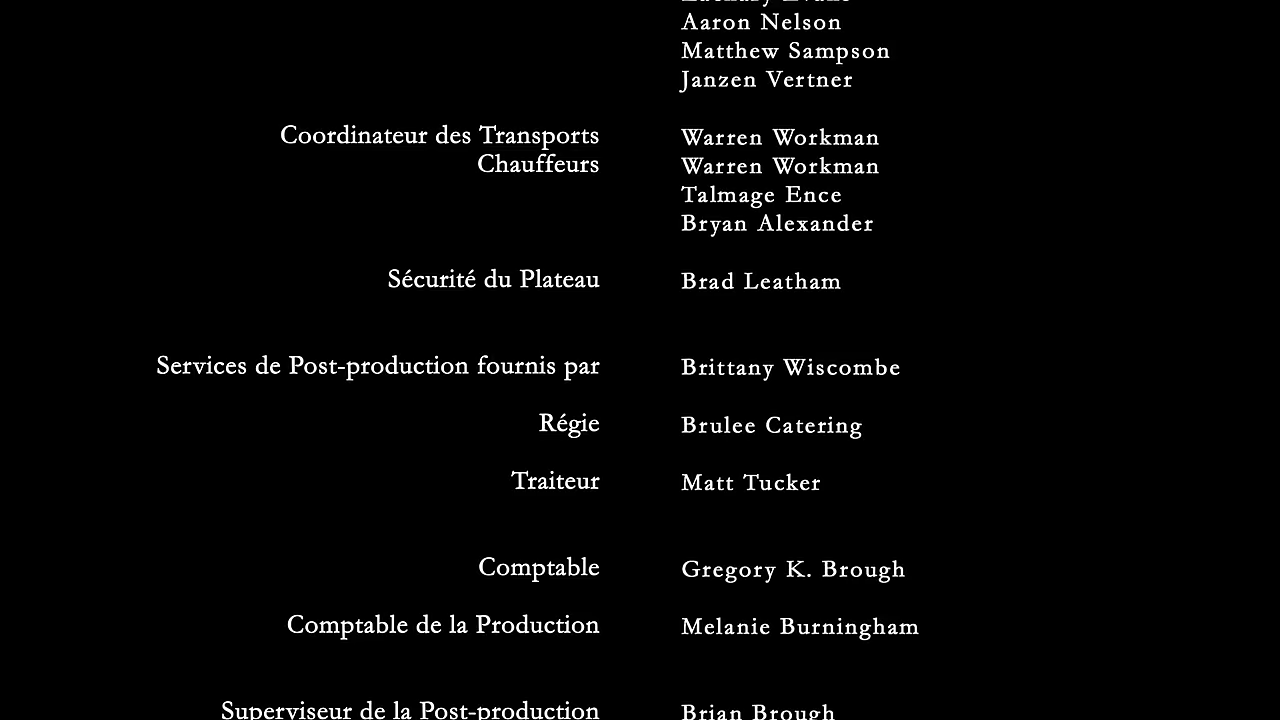 Aaron Nelson
Matthew Sampson
Janzen Vertner
Coordinateur des Transports Warren Workman
Chauffeurs Warren Workman
Talmage Ence
Bryan Alexander
Sécurité du Plateau Brad Leatham
Services de Post-production fournis par Brittany Wiscombe
Régie Brulee Catering
Traiteur Matt Tucker
Comptable Gregory K. Brough
Comptable de la Production Melanie Burningham
Superviseur de la Post-production Brian Brough